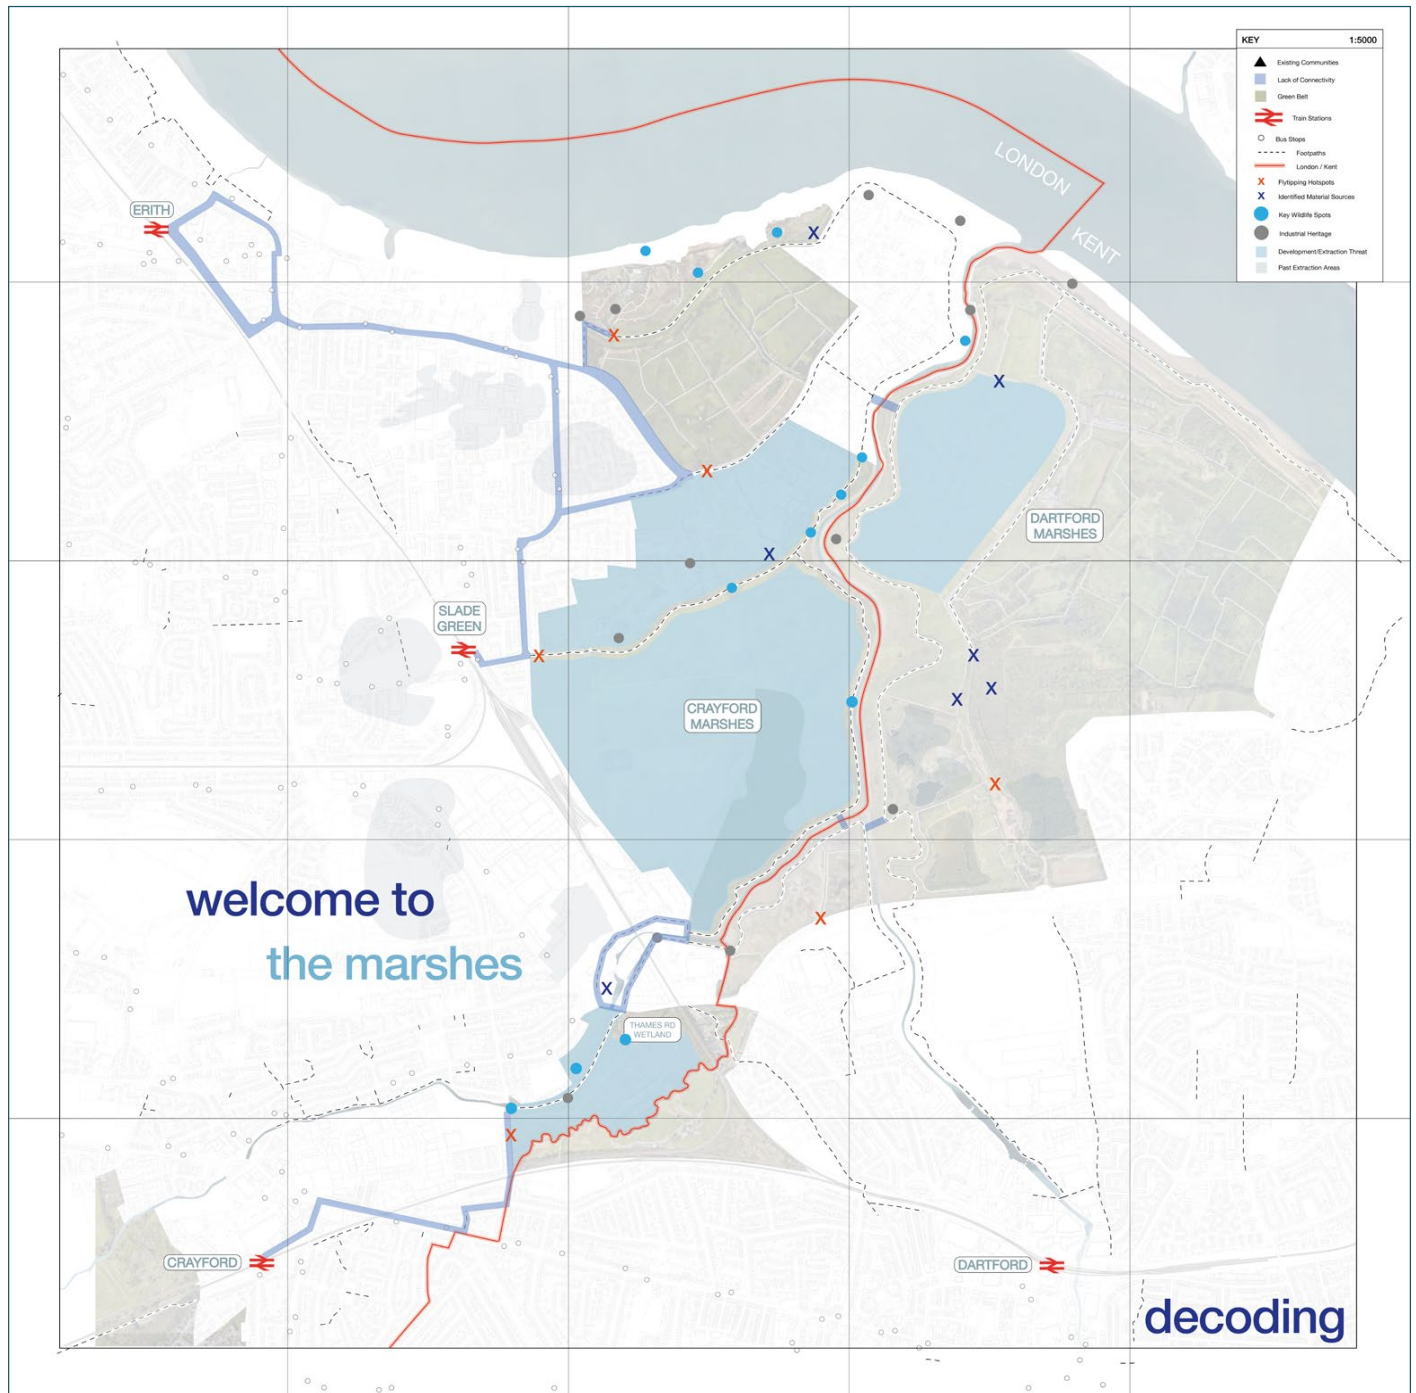 KEY 1:5000
Existing Communities
Lack of Connectivity
Green Belt
Train Stations
Bus Stops
Footpaths
London / Kent
X Flytipping Hotspots
X Identified Material Sources
Key Wildlife Spots
Industrial Heritage
Development/Extraction Threat
Past Extraction Areas
LONDON
KENT
ERITH
X
X
X
X
DARTFORD
MARSHES
X
SLADE
GREEN
X
X
X
X
CRAYFORD
MARSHES
X
welcome to
the marshes
X
X
THAMES RD
WETLAND
X
CRAYFORD
DARTFORD
decoding